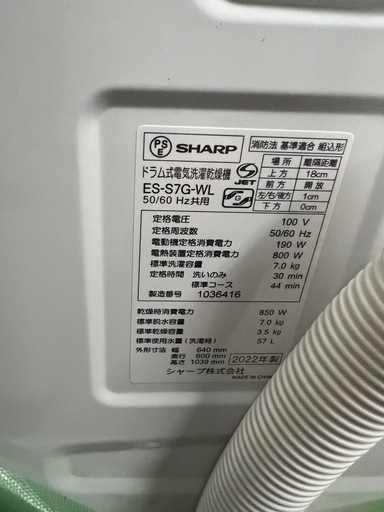 PS E SHARP 消防法 基準適合 組込形
ドラム式電気洗濯乾燥機
ES-S7G-WL
50/60 Hz共用
S JET
場所 離隔距離
上方 18cm
前方 開放
左/右/後方 1cm
下方 0cm
定格電圧 100 V
定格周波数 50/60 Hz
電動機定格消費電力 190 W
電熱装置定格消費電力 800 W
標準洗濯容量 7.0 kg
定格時間 洗いのみ 30 min
標準コース 44 min
製造番号 1036416
乾燥時消費電力 850 W
標準脱水容量 7.0 kg
標準乾燥容量 3.5 kg
標準使用水量(洗濯時) 57 L
外形寸法 幅 640 mm
奥行 600 mm
高さ 1039 mm
2022年製
シャープ株式会社
MADE IN CHIN